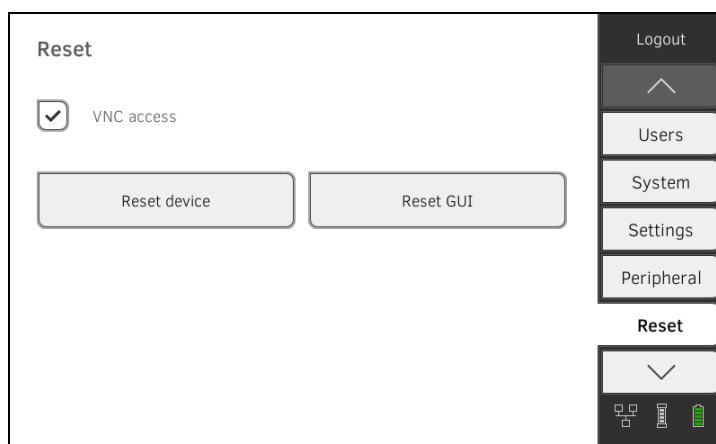 Reset
VNC access
Reset device
Reset GUI
Logout
Users
System
Settings
Peripheral
Reset